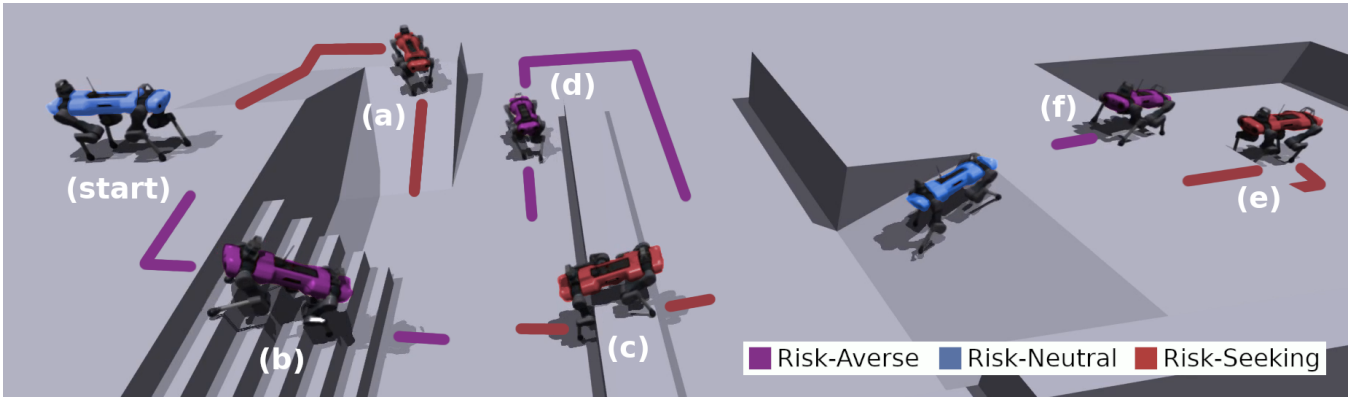 (a)
(d)
(f)
(start)
(e)
(b)
(c)
Risk-Averse Risk-Neutral Risk-Seeking